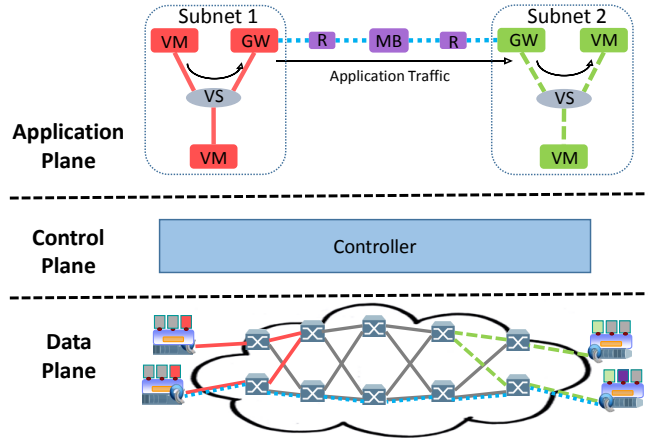 Subnet 1
Subnet 2
VM
GW
R
MB
R
GW
VM
Application Traffic
VS
VS
VM
VM
Application
Plane
Control
Plane
Controller
Data
Plane